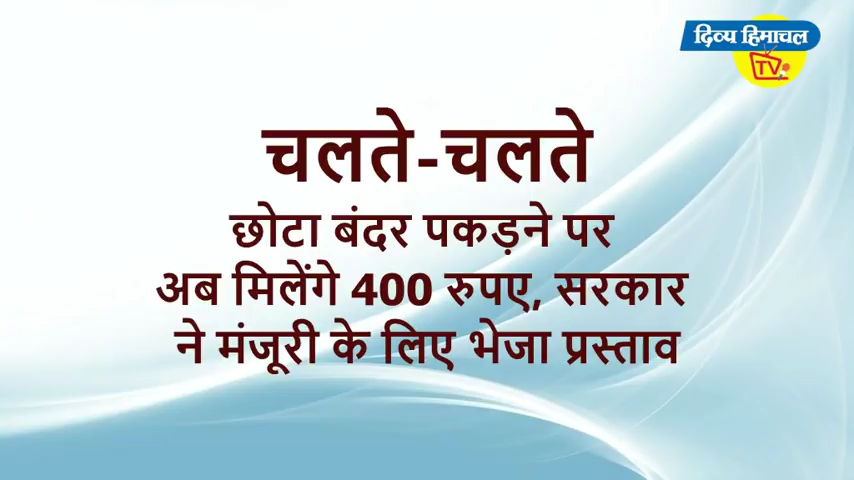 दिव्य हिमाचल
TV
चलते-चलते
छोटा बंदर पकड़ने पर
अब मिलेंगे 400 रुपए, सरकार
ने मंजूरी के लिए भेजा प्रस्ताव